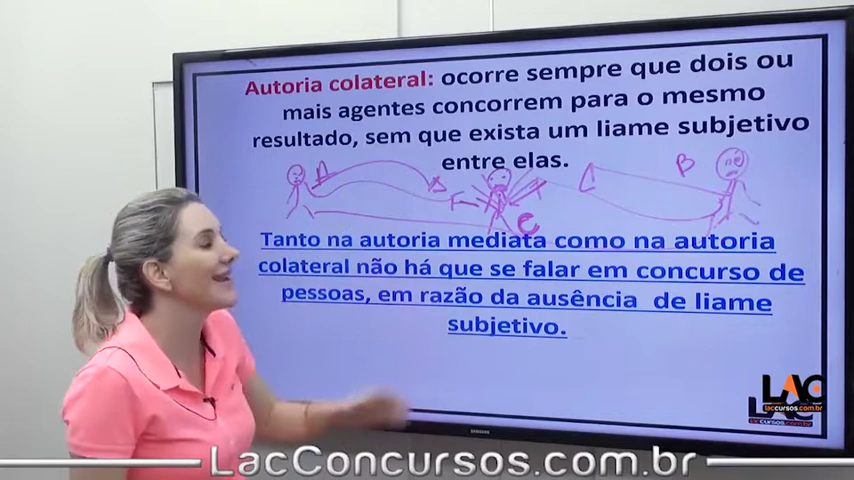 Autoria colateral: ocorre sempre que dois ou
mais agentes concorrem para o mesmo
resultado, sem que exista um liame subjetivo
entre elas.
A
B
C
Tanto na autoria mediata como na autoria
colateral não há que se falar em concurso de
pessoas, em razão da ausência de liame
subjetivo.
LAC
laccursos.com.br
SAMSUNG
LacConcursos.com.br